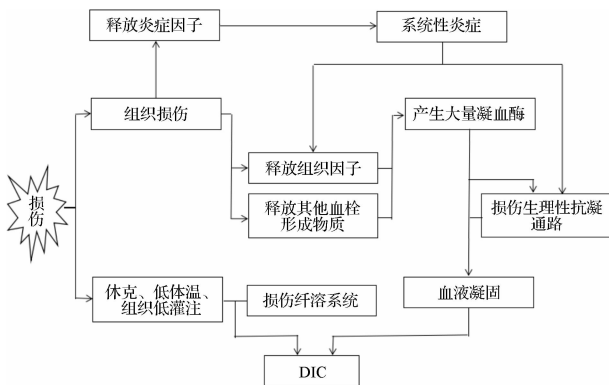 释放炎症因子
系统性炎症
组织损伤
产生大量凝血酶
释放组织因子
损伤
释放其他血栓
形成物质
损伤生理性抗凝
通路
休克、低体温、
组织低灌注
损伤纤溶系统
血液凝固
DIC